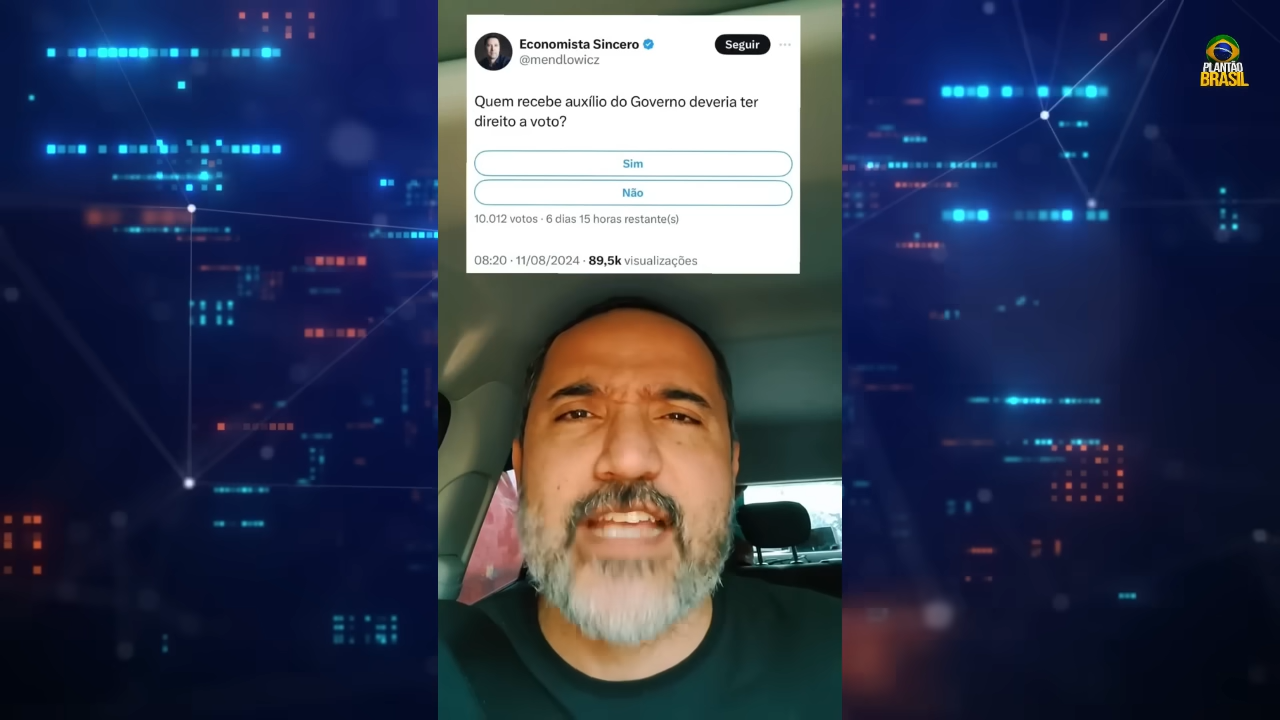 Economista Sincero
Seguir
@mendlowicz
Quem recebe auxílio do Governo deveria ter
direito a voto?
Sim
Não
10.012 votos · 6 dias 15 horas restante(s)
08:20 · 11/08/2024 · 89,5k visualizações
PLANTÃO
BRASIL